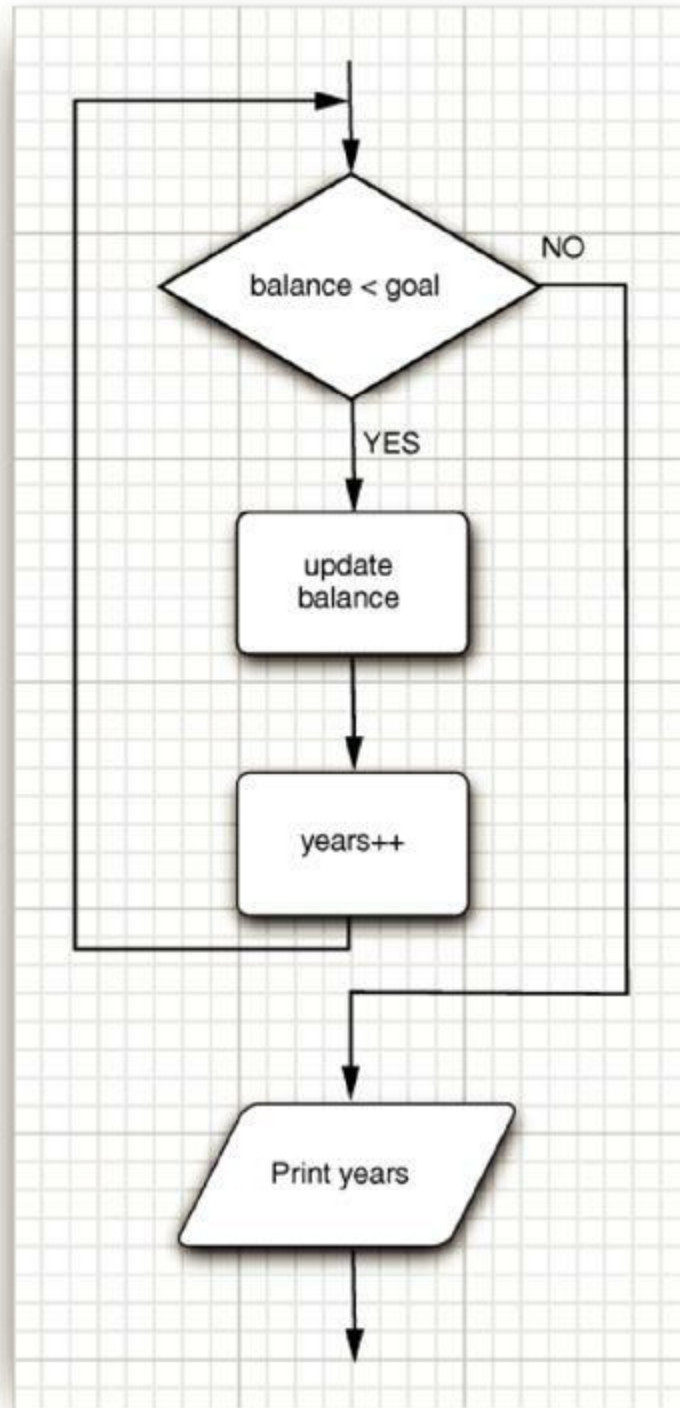 balance < goal
NO
YES
update
balance
years++
Print years